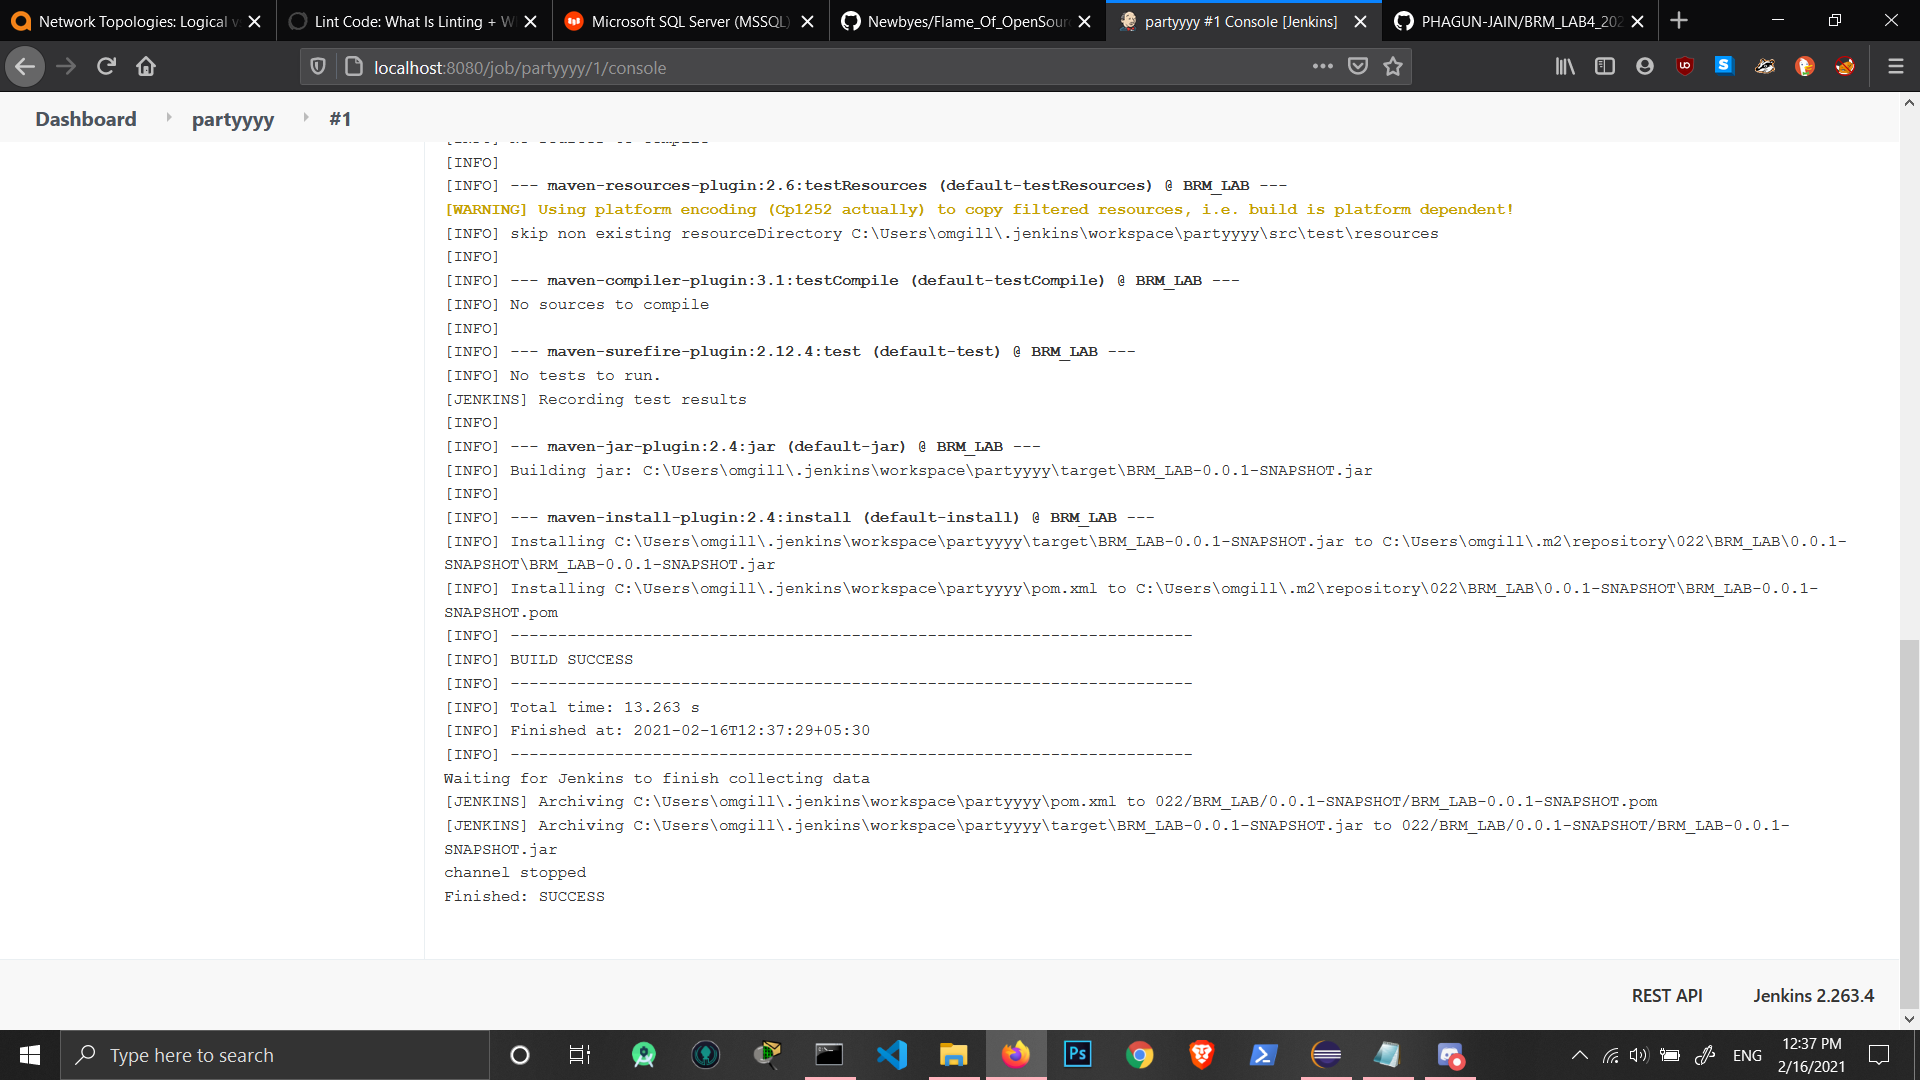 Network Topologies: Logical v
Lint Code: What Is Linting + W
Microsoft SQL Server (MSSQL)
Newbyes/Flame_Of_OpenSour
partyyyy #1 Console [Jenkins]
PHAGUN-JAIN/BRM_LAB4_202
localhost:8080/job/partyyyy/1/console
Dashboard
partyyyy
#1
[INFO] No sources to compile
[INFO]
[INFO] --- maven-resources-plugin:2.6:testResources (default-testResources) @ BRM_LAB ---
[WARNING] Using platform encoding (Cp1252 actually) to copy filtered resources, i.e. build is platform dependent!
[INFO] skip non existing resourceDirectory C:\Users\omgill\.jenkins\workspace\partyyyy\src\test\resources
[INFO]
[INFO] --- maven-compiler-plugin:3.1:testCompile (default-testCompile) @ BRM_LAB ---
[INFO] No sources to compile
[INFO]
[INFO] --- maven-surefire-plugin:2.12.4:test (default-test) @ BRM_LAB ---
[INFO] No tests to run.
[JENKINS] Recording test results
[INFO]
[INFO] --- maven-jar-plugin:2.4:jar (default-jar) @ BRM_LAB ---
[INFO] Building jar: C:\Users\omgill\.jenkins\workspace\partyyyy\target\BRM_LAB-0.0.1-SNAPSHOT.jar
[INFO]
[INFO] --- maven-install-plugin:2.4:install (default-install) @ BRM_LAB ---
[INFO] Installing C:\Users\omgill\.jenkins\workspace\partyyyy\target\BRM_LAB-0.0.1-SNAPSHOT.jar to C:\Users\omgill\.m2\repository\022\BRM_LAB\0.0.1-
SNAPSHOT\BRM_LAB-0.0.1-SNAPSHOT.jar
[INFO] Installing C:\Users\omgill\.jenkins\workspace\partyyyy\pom.xml to C:\Users\omgill\.m2\repository\022\BRM_LAB\0.0.1-SNAPSHOT\BRM_LAB-0.0.1-
SNAPSHOT.pom
[INFO] ------------------------------------------------------------------------
[INFO] BUILD SUCCESS
[INFO] ------------------------------------------------------------------------
[INFO] Total time: 13.263 s
[INFO] Finished at: 2021-02-16T12:37:29+05:30
[INFO] ------------------------------------------------------------------------
Waiting for Jenkins to finish collecting data
[JENKINS] Archiving C:\Users\omgill\.jenkins\workspace\partyyyy\pom.xml to 022/BRM_LAB/0.0.1-SNAPSHOT/BRM_LAB-0.0.1-SNAPSHOT.pom
[JENKINS] Archiving C:\Users\omgill\.jenkins\workspace\partyyyy\target\BRM_LAB-0.0.1-SNAPSHOT.jar to 022/BRM_LAB/0.0.1-SNAPSHOT/BRM_LAB-0.0.1-
SNAPSHOT.jar
channel stopped
Finished: SUCCESS
REST API
Jenkins 2.263.4
Type here to search
Ps
ENG
12:37 PM
2/16/2021